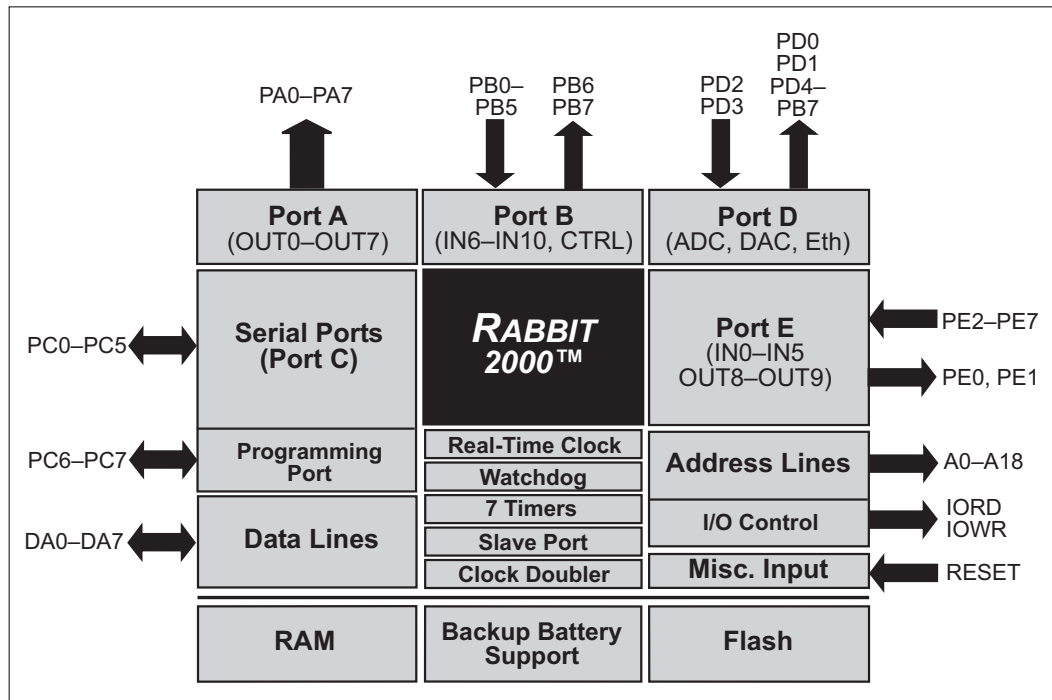 PA0–PA7
PB0–
PB5
PB6
PB7
PD2
PD3
PD0
PD1
PD4–
PB7
Port A
(OUT0–OUT7)
Port B
(IN6–IN10, CTRL)
Port D
(ADC, DAC, Eth)
PC0–PC5
Serial Ports
(Port C)
RABBIT
2000™
Port E
(IN0–IN5
OUT8–OUT9)
PE2–PE7
PE0, PE1
PC6–PC7
Programming
Port
Real-Time Clock
Watchdog
Address Lines
A0–A18
DA0–DA7
Data Lines
7 Timers
Slave Port
Clock Doubler
I/O Control
IORD
IOWR
Misc. Input
RESET
RAM
Backup Battery
Support
Flash